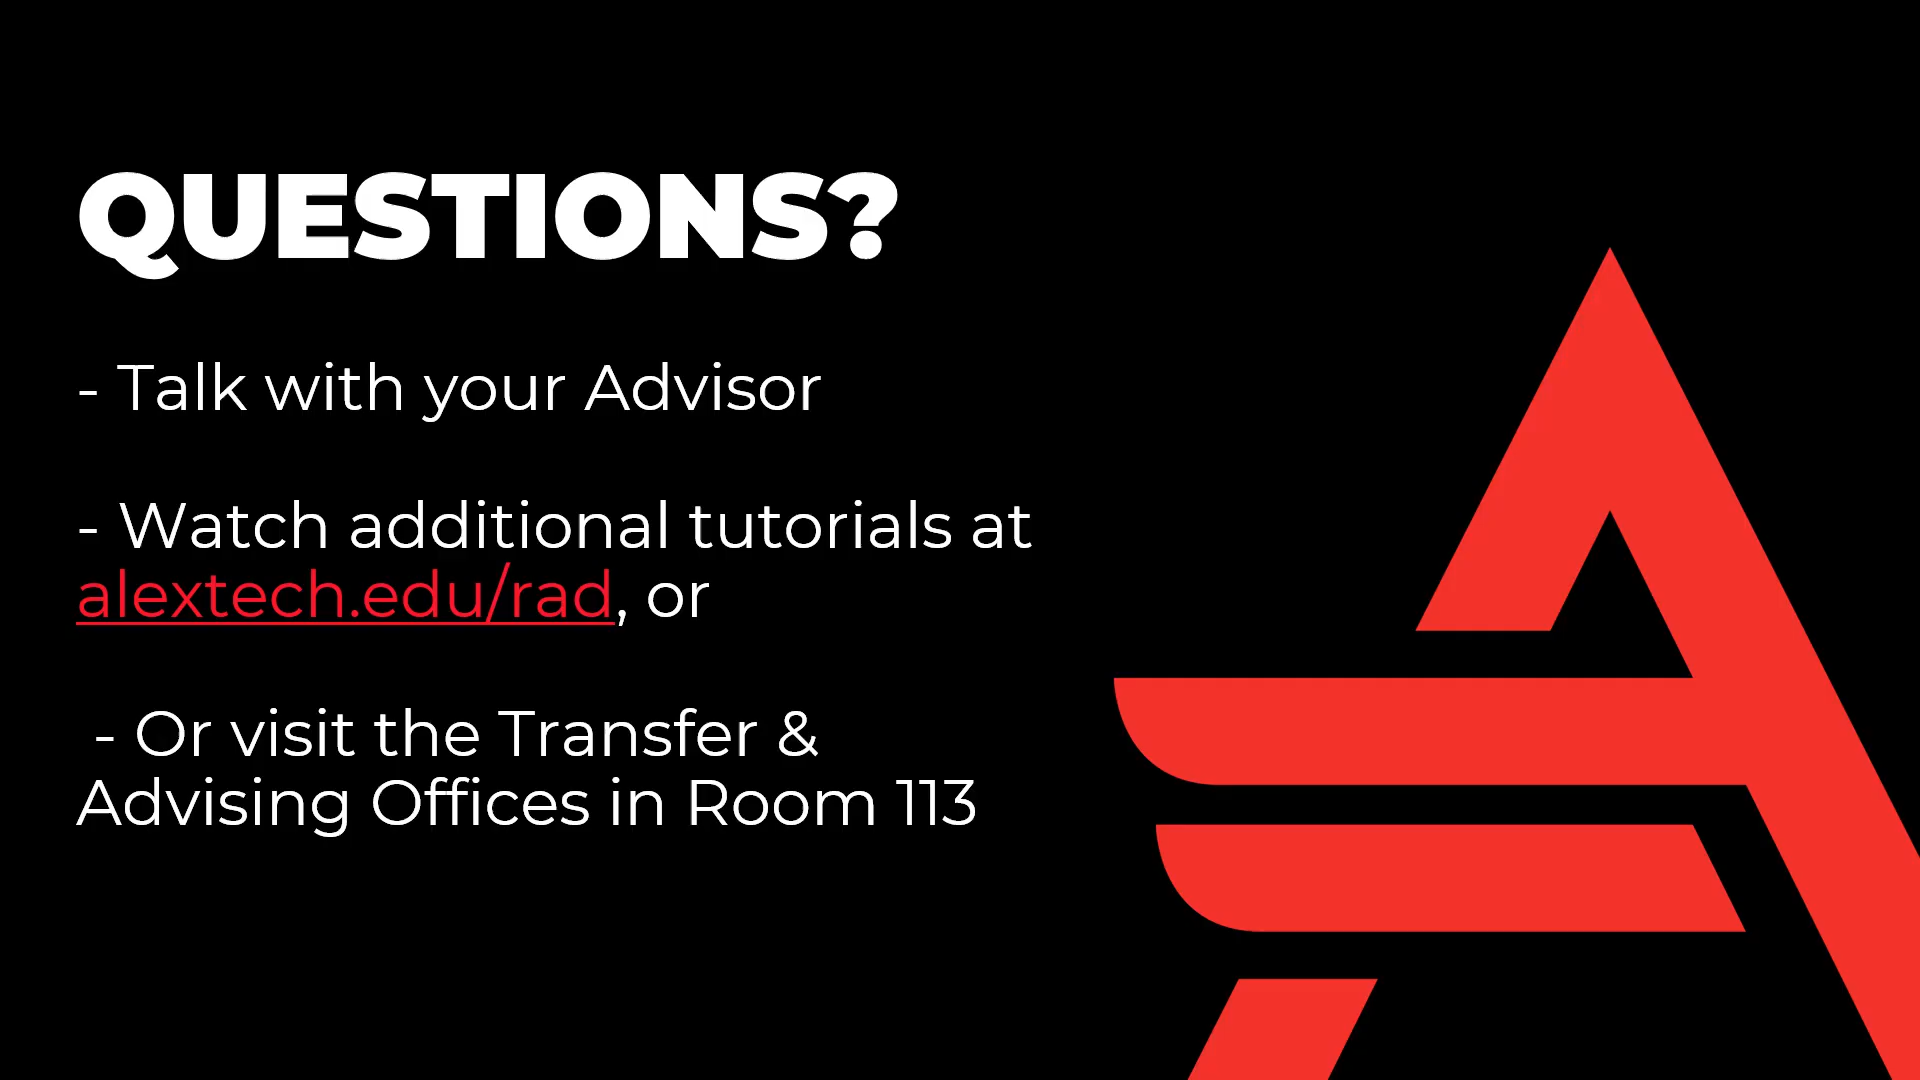 QUESTIONS?
- Talk with your Advisor
- Watch additional tutorials at
alextech.edu/rad, or
- Or visit the Transfer &
Advising Offices in Room 113